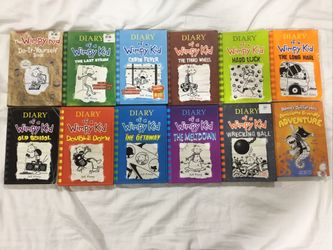 The
Wimpy Kid
Do-It-Yourself
Book
DIARY
of a
Wimpy Kid
THE LAST STRAW
DIARY
of a
Wimpy Kid
CABIN FEVER
DIARY
of a
Wimpy Kid
THE THIRD WHEEL
DIARY
of a
Wimpy Kid
HARD LUCK
DIARY
of a
Wimpy Kid
THE LONG HAUL
DIARY
of a
Wimpy Kid
OLD SCHOOL
DIARY
of a
Wimpy Kid
DOUBLE DOWN
DIARY
of a
Wimpy Kid
THE GETAWAY
DIARY
of a
Wimpy Kid
THE MELTDOWN
DIARY
of a
Wimpy Kid
WRECKING BALL
ADVENTURE